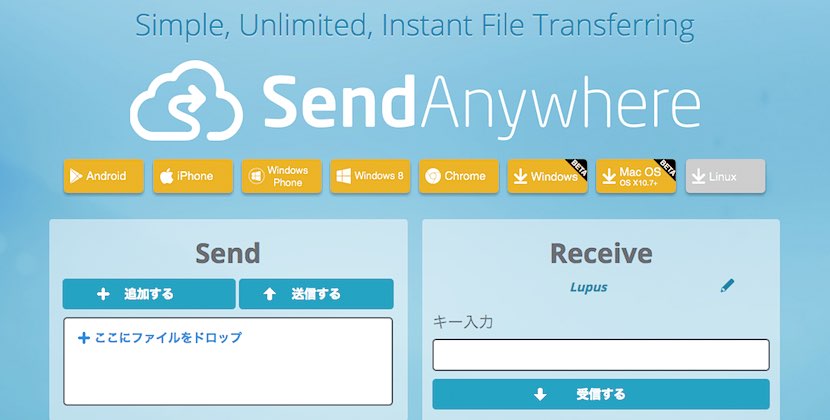 Simple, Unlimited, Instant File Transferring
SendAnywhere
Android
iPhone
Windows Phone
Windows 8
Chrome
Windows BETA
Mac OS OS X10.7+ BETA
Linux
Send
追加する
送信する
ここにファイルをドロップ
Receive
Lupus
キー入力
受信する